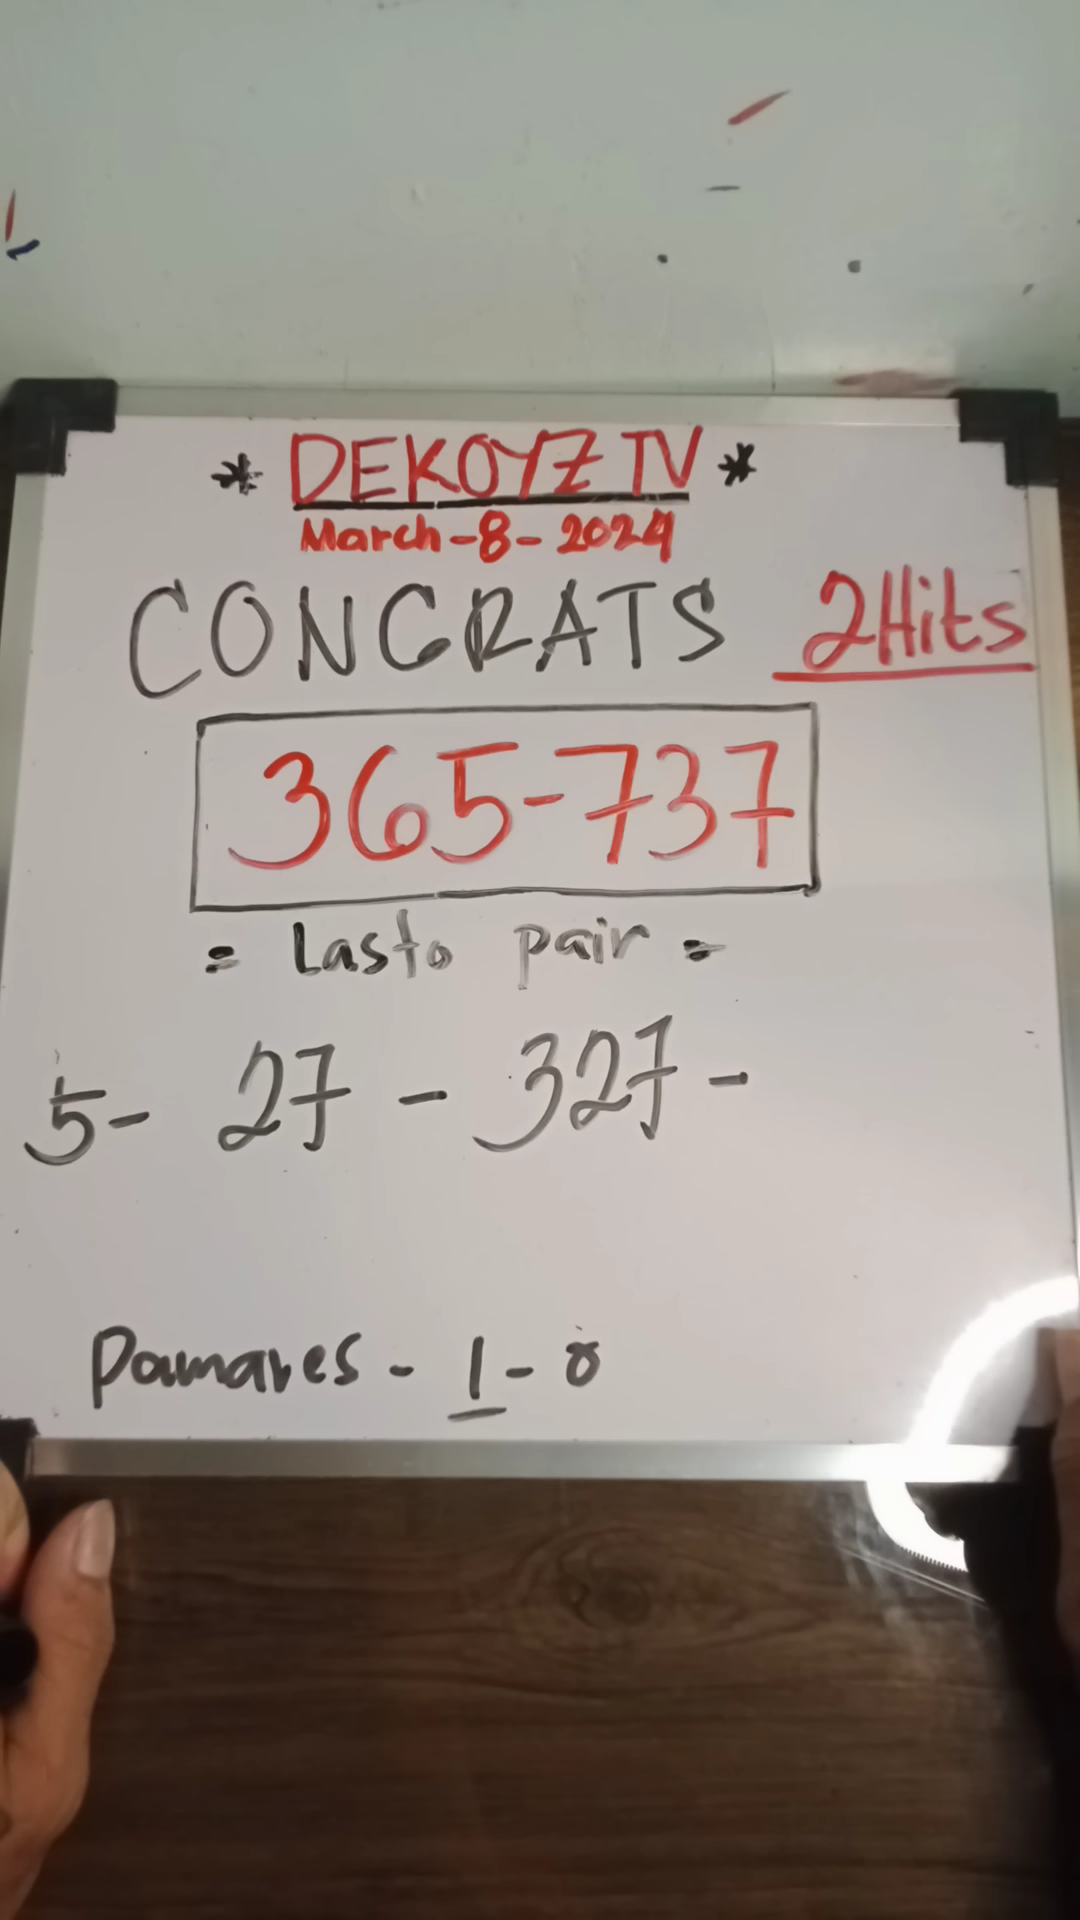 * DEKOYZ TV *
March-8-2024
CONGRATS 2Hits
365-737
= Lasto pair =
5- 27 - 327 -
Pamares - 1 - 0